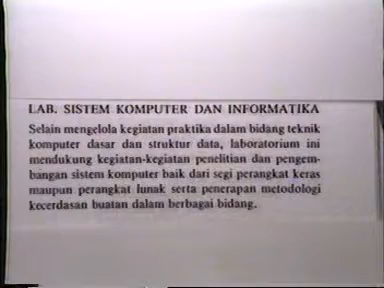 LAB. SISTEM KOMPUTER DAN INFORMATIKA
Selain mengelola kegiatan praktika dalam bidang teknik
komputer dasar dan struktur data, laboratorium ini
mendukung kegiatan-kegiatan penelitian dan pengem-
bangan sistem komputer baik dari segi perangkat keras
maupun perangkat lunak serta penerapan metodologi
kecerdasan buatan dalam berbagai bidang.